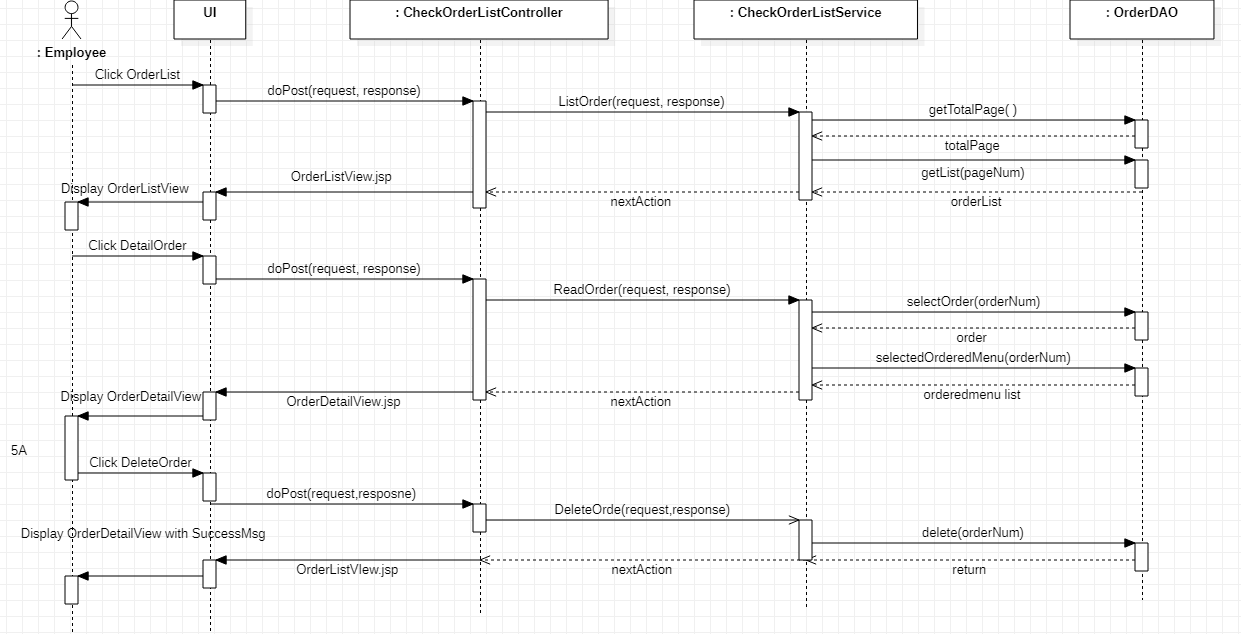 UI
: CheckOrderListController
: CheckOrderListService
: OrderDAO
: Employee
Click OrderList
doPost(request, response)
ListOrder(request, response)
getTotalPage( )
totalPage
getList(pageNum)
OrderListView.jsp
Display OrderListView
nextAction
orderList
Click DetailOrder
doPost(request, response)
ReadOrder(request, response)
selectOrder(orderNum)
order
selectedOrderedMenu(orderNum)
orderedmenu list
Display OrderDetailView
OrderDetailView.jsp
nextAction
5A
Click DeleteOrder
doPost(request,resposne)
DeleteOrde(request,response)
delete(orderNum)
Display OrderDetailView with SuccessMsg
OrderListVIew.jsp
nextAction
return